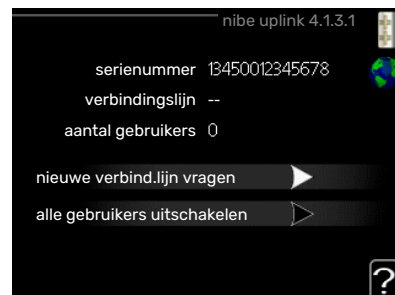 nibe uplink 4.1.3.1
serienummer 13450012345678
verbindingslijn --
aantal gebruikers 0
nieuwe verbind.lijn vragen
alle gebruikers uitschakelen
?